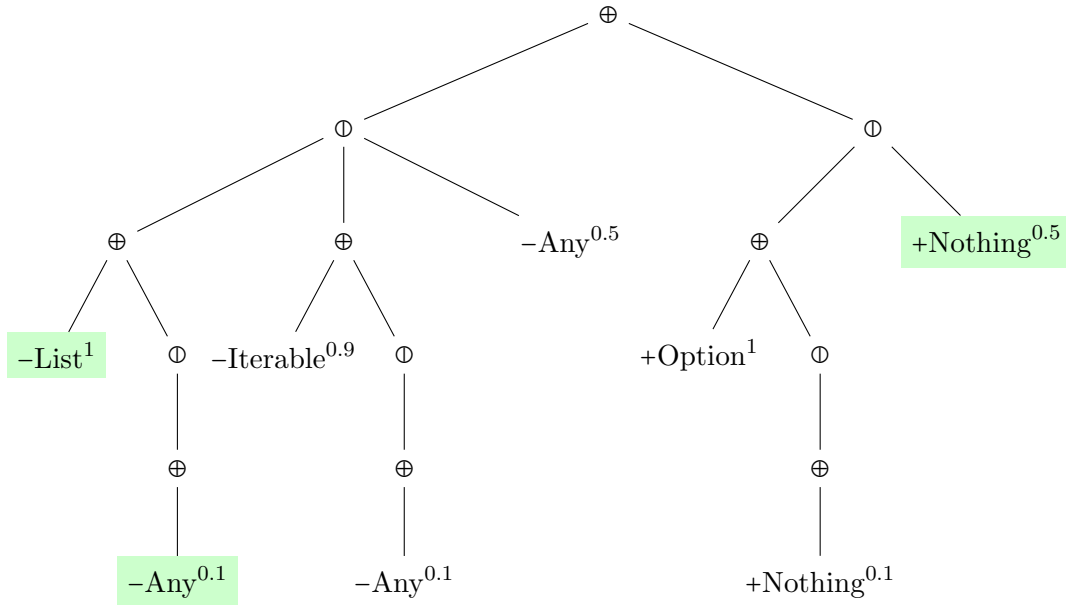 ⊕
⦶ ⦶
⊕ ⊕ –Any^0.5 ⊕ +Nothing^0.5
–List^1 ⦶ –Iterable^0.9 ⦶ +Option^1 ⦶
⊕ ⊕ ⊕
–Any^0.1 –Any^0.1 +Nothing^0.1